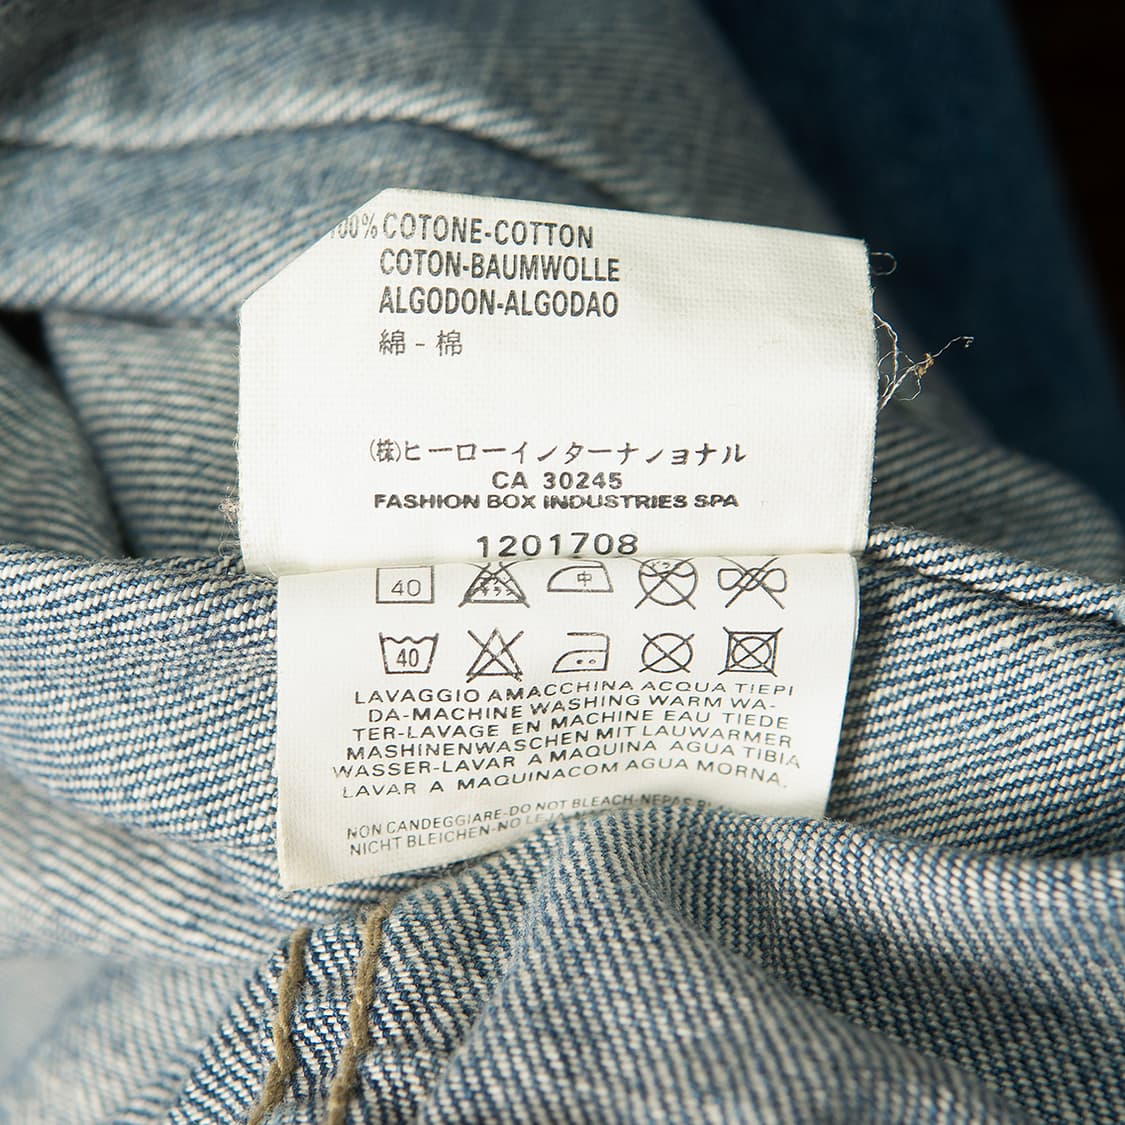 100% COTONE-COTTON
COTON-BAUMWOLLE
ALGODON-ALGODAO
綿 - 棉
(株)ヒーローインターナショナル
CA 30245
FASHION BOX INDUSTRIES SPA
1201708
40
中
40
LAVAGGIO A MACCHINA ACQUA TIEPI
DA-MACHINE WASHING WARM WA-
TER-LAVAGE EN MACHINE EAU TIEDE
MASHINENWASCHEN MIT LAUWARMER
WASSER-LAVAR A MAQUINA AGUA TIBIA
LAVAR A MAQUINACOM AGUA MORNA.
NON CANDEGGIARE-DO NOT BLEACH-NEPAS
NICHT BLEICHEN-NO